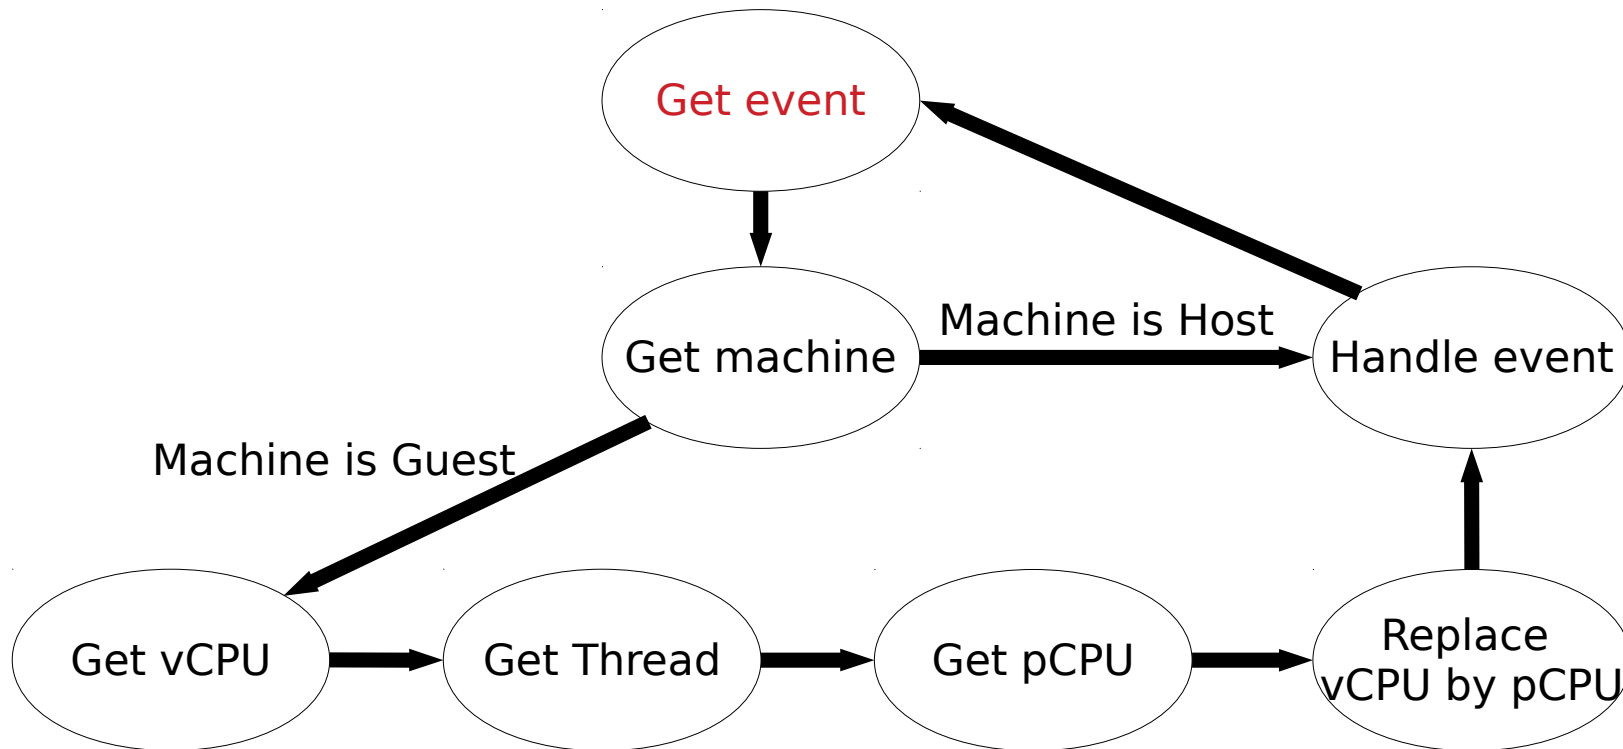 Get event
Machine is Host
Get machine
Handle event
Machine is Guest
Get vCPU
Get Thread
Get pCPU
Replace
vCPU by pCPU